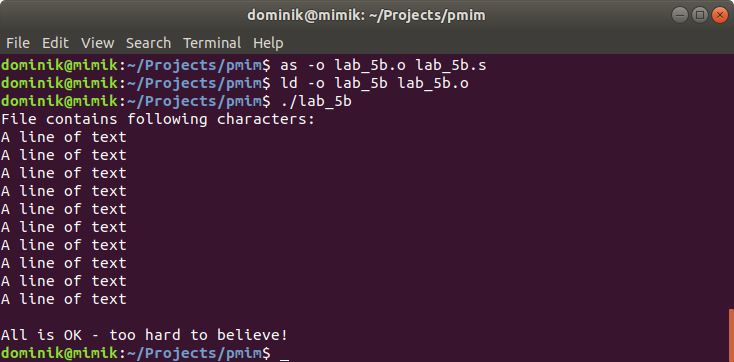 dominik@mimik: ~/Projects/pmim
File Edit View Search Terminal Help
dominik@mimik:~/Projects/pmim$ as -o lab_5b.o lab_5b.s
dominik@mimik:~/Projects/pmim$ ld -o lab_5b lab_5b.o
dominik@mimik:~/Projects/pmim$ ./lab_5b
File contains following characters:
A line of text
A line of text
A line of text
A line of text
A line of text
A line of text
A line of text
A line of text
A line of text
A line of text
All is OK - too hard to believe!
dominik@mimik:~/Projects/pmim$ _